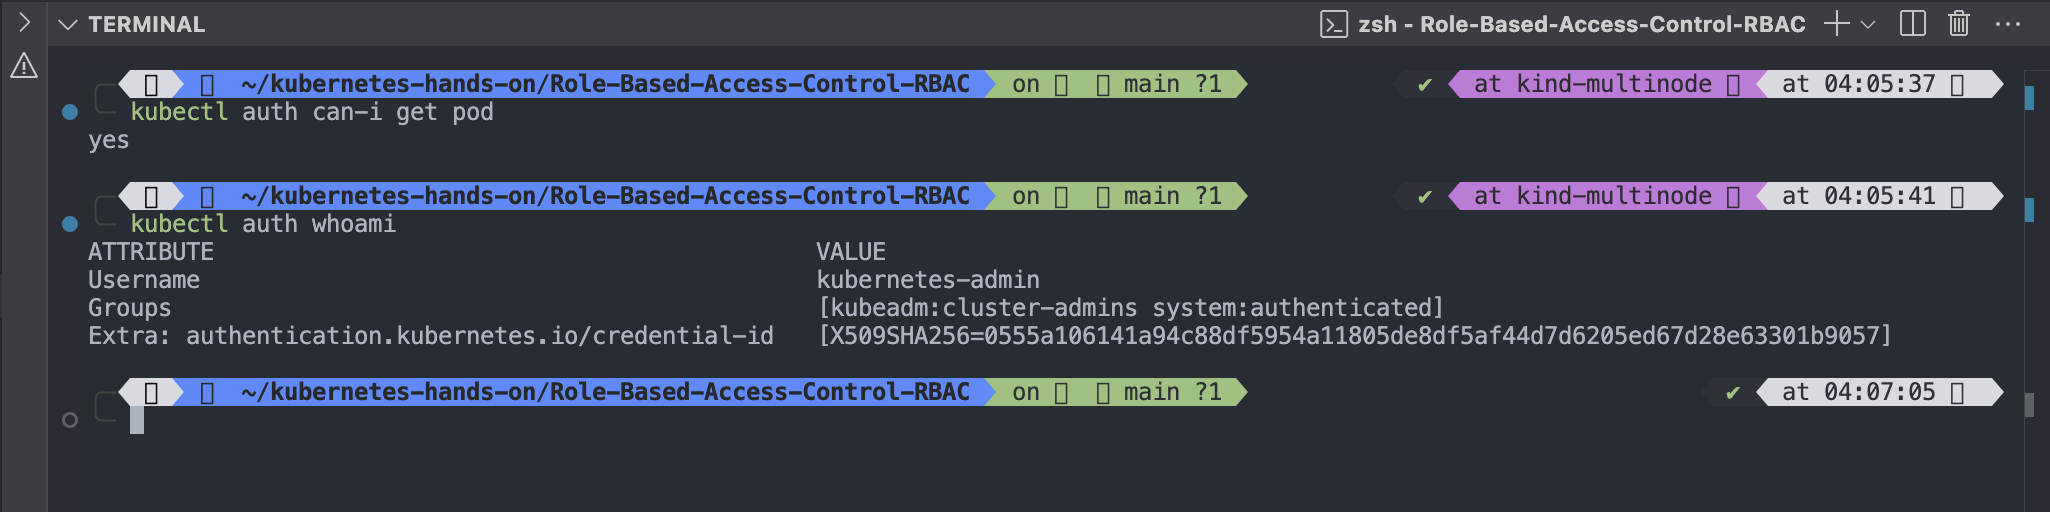 TERMINAL zsh - Role-Based-Access-Control-RBAC
~/kubernetes-hands-on/Role-Based-Access-Control-RBAC on main ?1 ✔ at kind-multinode at 04:05:37
kubectl auth can-i get pod
yes
~/kubernetes-hands-on/Role-Based-Access-Control-RBAC on main ?1 ✔ at kind-multinode at 04:05:41
kubectl auth whoami
ATTRIBUTE VALUE
Username kubernetes-admin
Groups [kubeadm:cluster-admins system:authenticated]
Extra: authentication.kubernetes.io/credential-id [X509SHA256=0555a106141a94c88df5954a11805de8df5af44d7d6205ed67d28e63301b9057]
~/kubernetes-hands-on/Role-Based-Access-Control-RBAC on main ?1 ✔ at 04:07:05